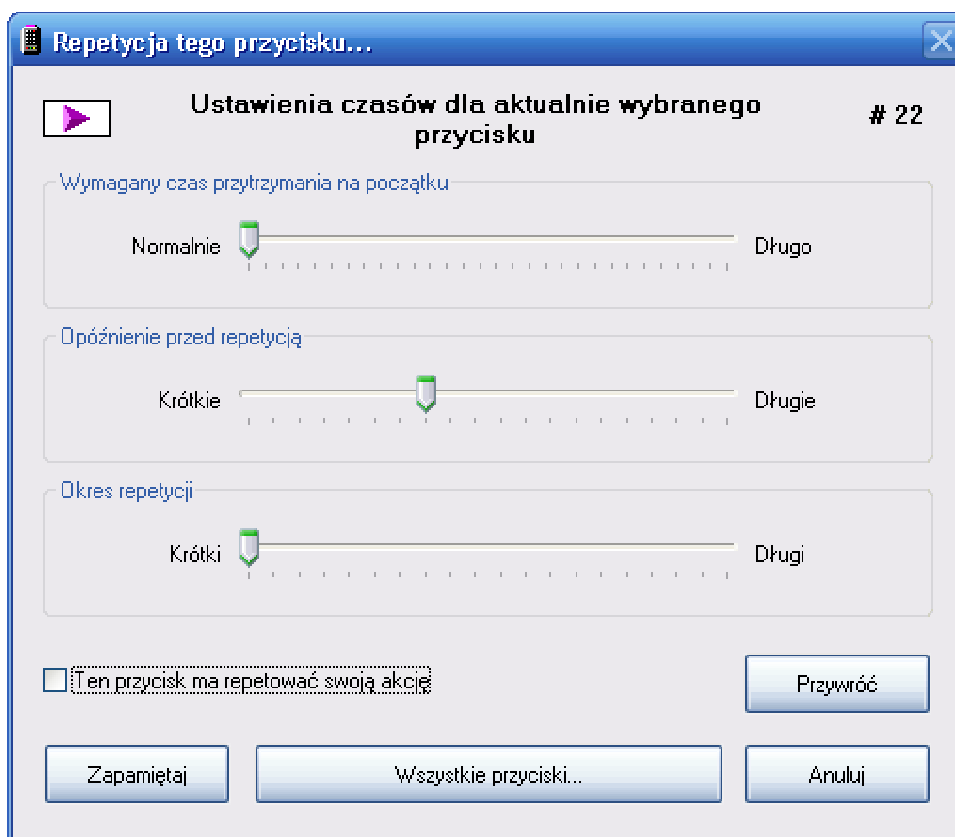 Repetycja tego przycisku...
Ustawienia czasów dla aktualnie wybranego
przycisku
# 22
Wymagany czas przytrzymania na początku
Normalnie
Długo
Opóźnienie przed repetycją
Krótkie
Długie
Okres repetycji
Krótki
Długi
Ten przycisk ma repetować swoją akcję
Przywróć
Zapamiętaj
Wszystkie przyciski...
Anuluj